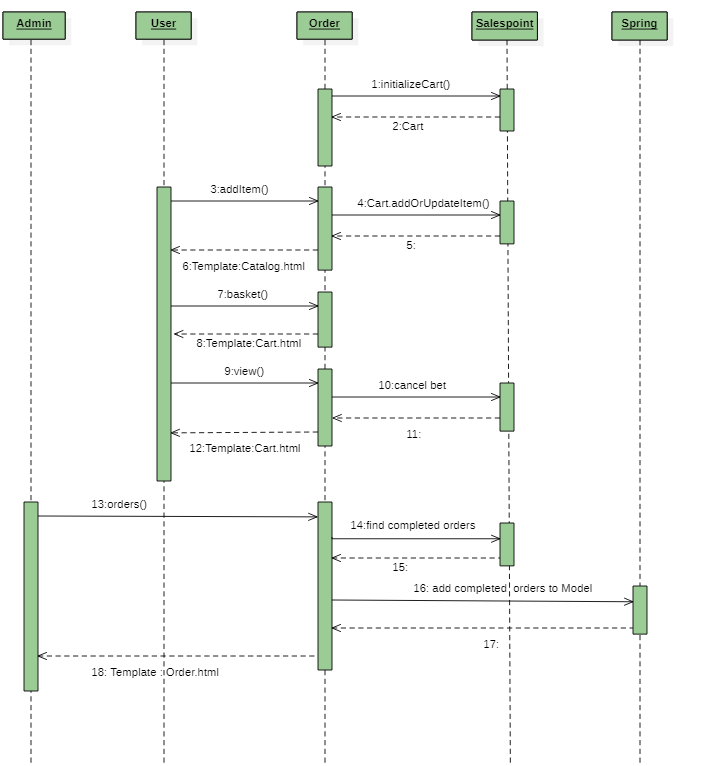 Admin
User
Order
Salespoint
Spring
1:initializeCart()
2:Cart
3:addItem()
4:Cart.addOrUpdateItem()
5:
6:Template:Catalog.html
7:basket()
8:Template:Cart.html
9:view()
10:cancel bet
11:
12:Template:Cart.html
13:orders()
14:find completed orders
15:
16: add completed orders to Model
17:
18: Template :Order.html